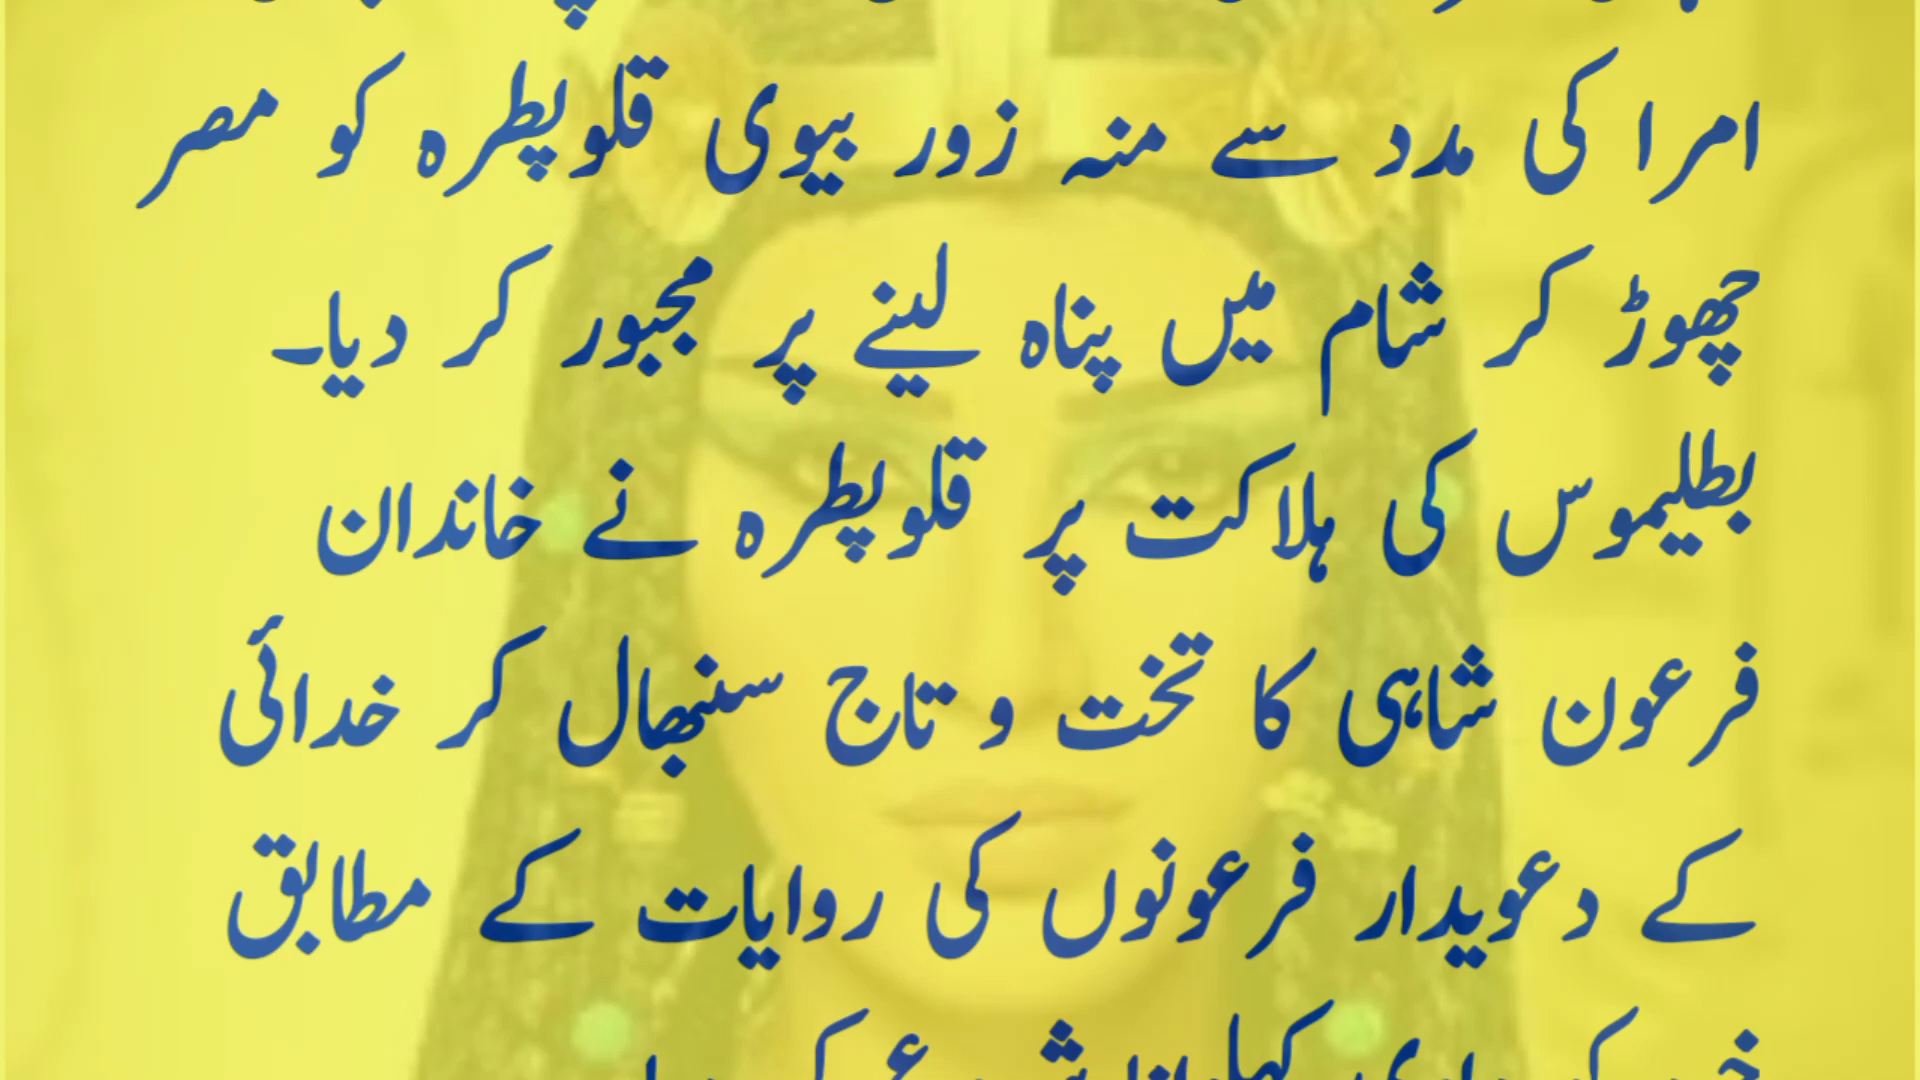 امرا کی مدد سے منہ زور بیوی قلوپطرہ کو مصر
چھوڑ کر شام میں پناہ لینے پر مجبور کر دیا۔
بطلیموس کی ہلاکت پر قلوپطرہ نے خاندان
فرعون شاہی کا تخت و تاج سنبھال کر خدائی
کے دعویدار فرعونوں کی روایات کے مطابق